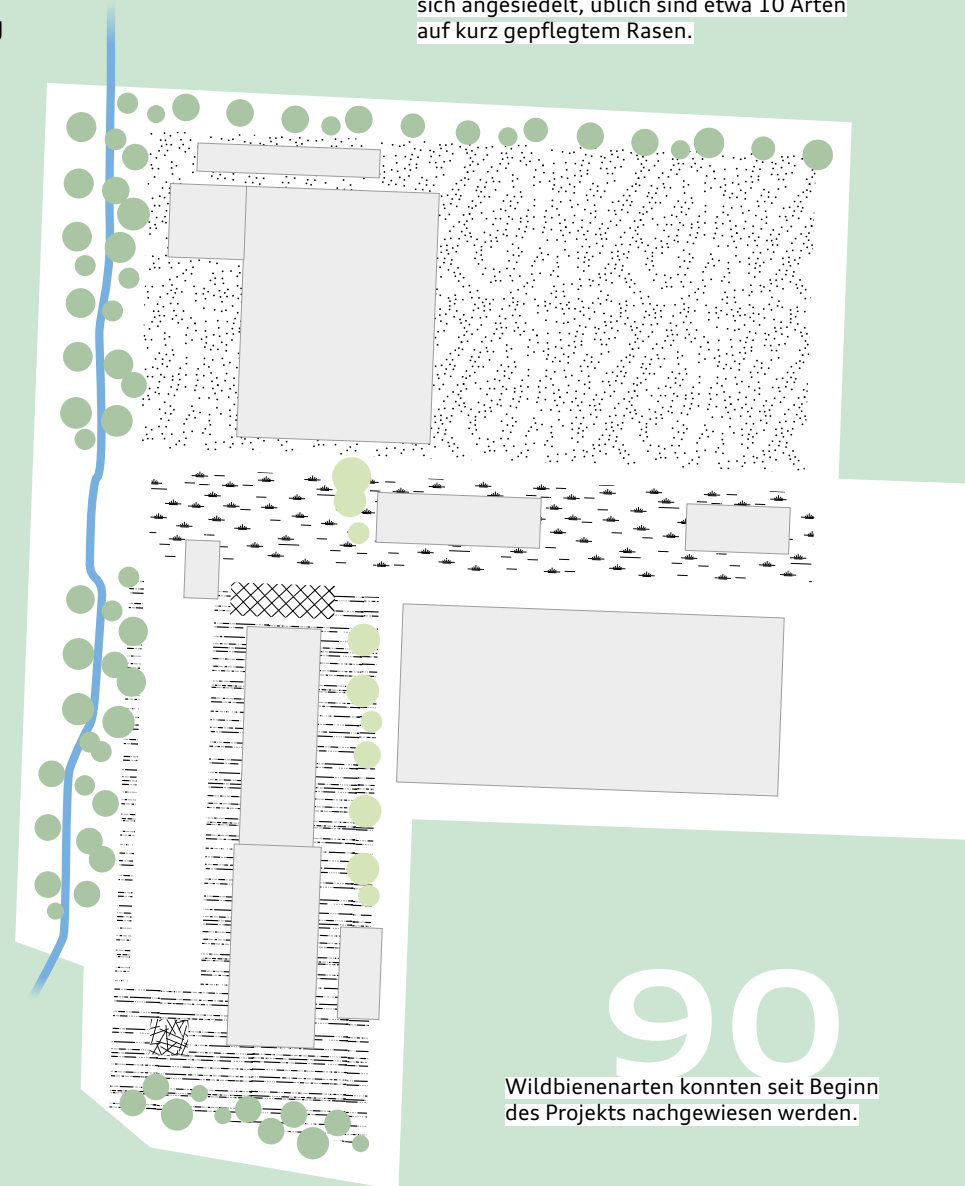 sich angesiedelt, üblich sind etwa 10 Arten
auf kurz gepflegtem Rasen.
90
Wildbienenarten konnten seit Beginn
des Projekts nachgewiesen werden.